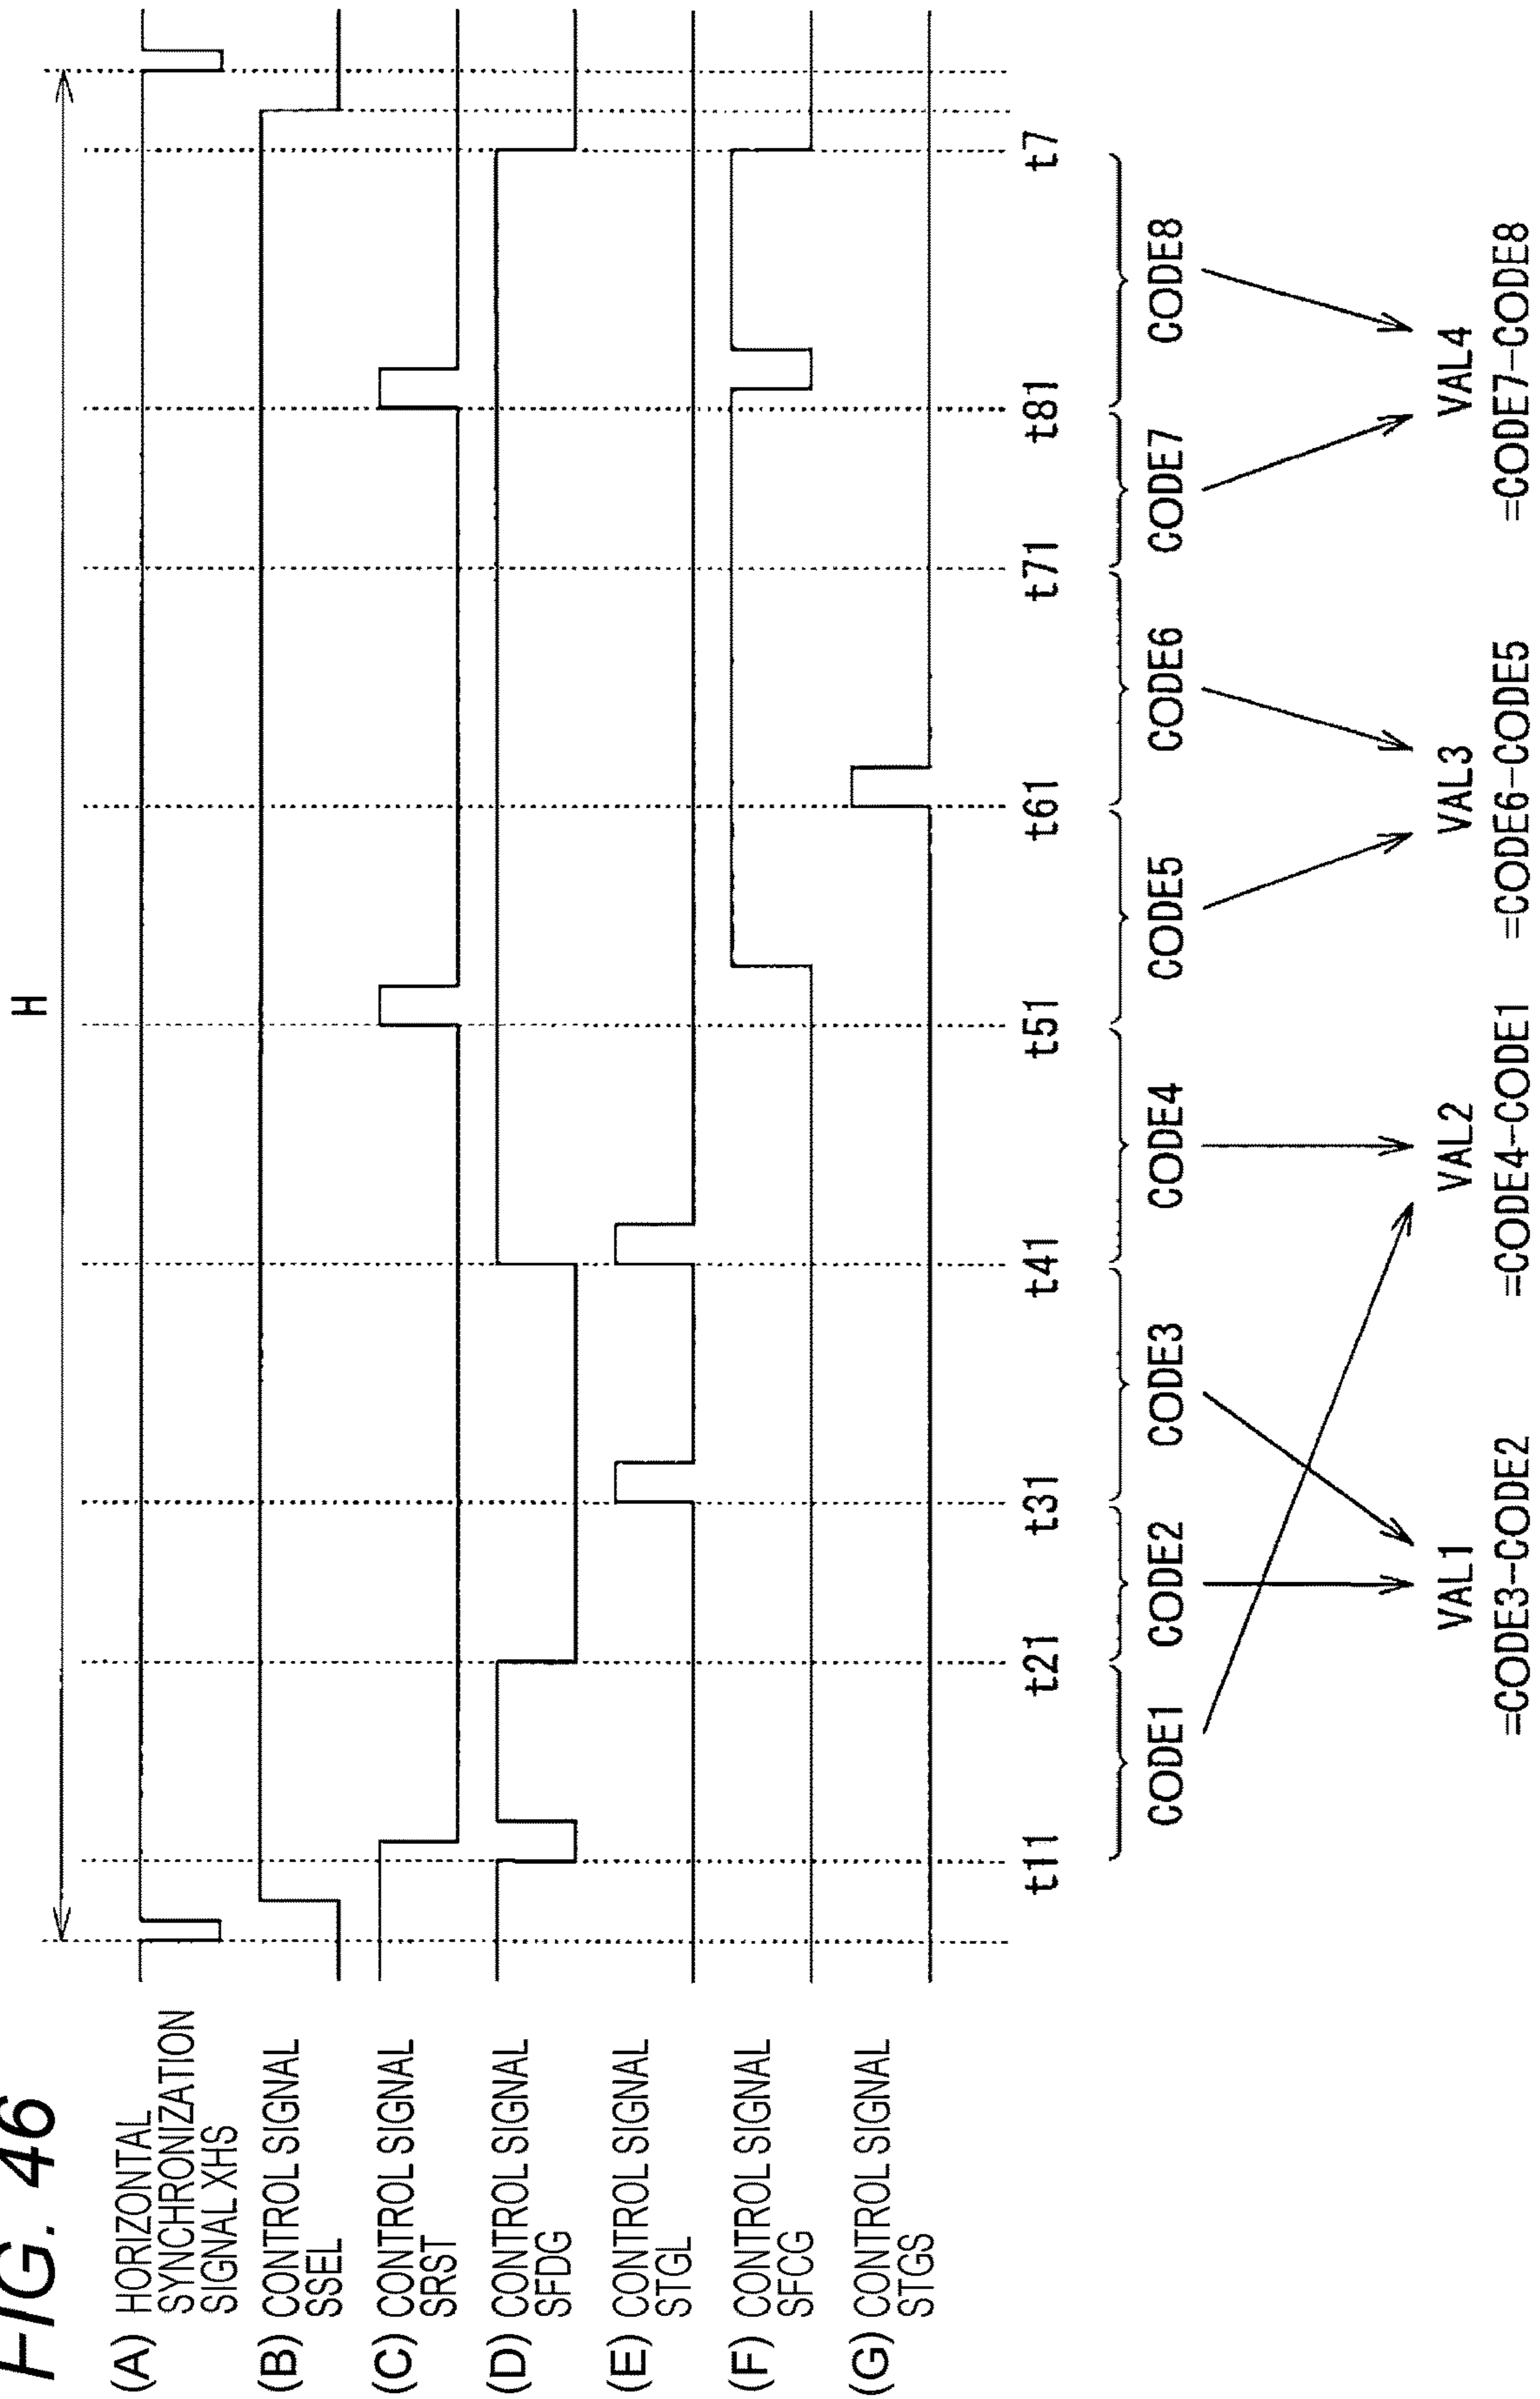 FIG. 46
H
(A) HORIZONTAL
SYNCHRONIZATION
SIGNAL XHS
(B) CONTROL SIGNAL
SSEL
(C) CONTROL SIGNAL
SRST
(D) CONTROL SIGNAL
SFDG
(E) CONTROL SIGNAL
STGL
(F) CONTROL SIGNAL
SFCG
(G) CONTROL SIGNAL
STGS
t11 t21 t31 t41 t51 t61 t71 t81 t7
CODE1 CODE2 CODE3 CODE4 CODE5 CODE6 CODE7 CODE8
VAL1 VAL2 VAL3 VAL4
=CODE3-CODE2 =CODE4-CODE1 =CODE6-CODE5 =CODE7-CODE8